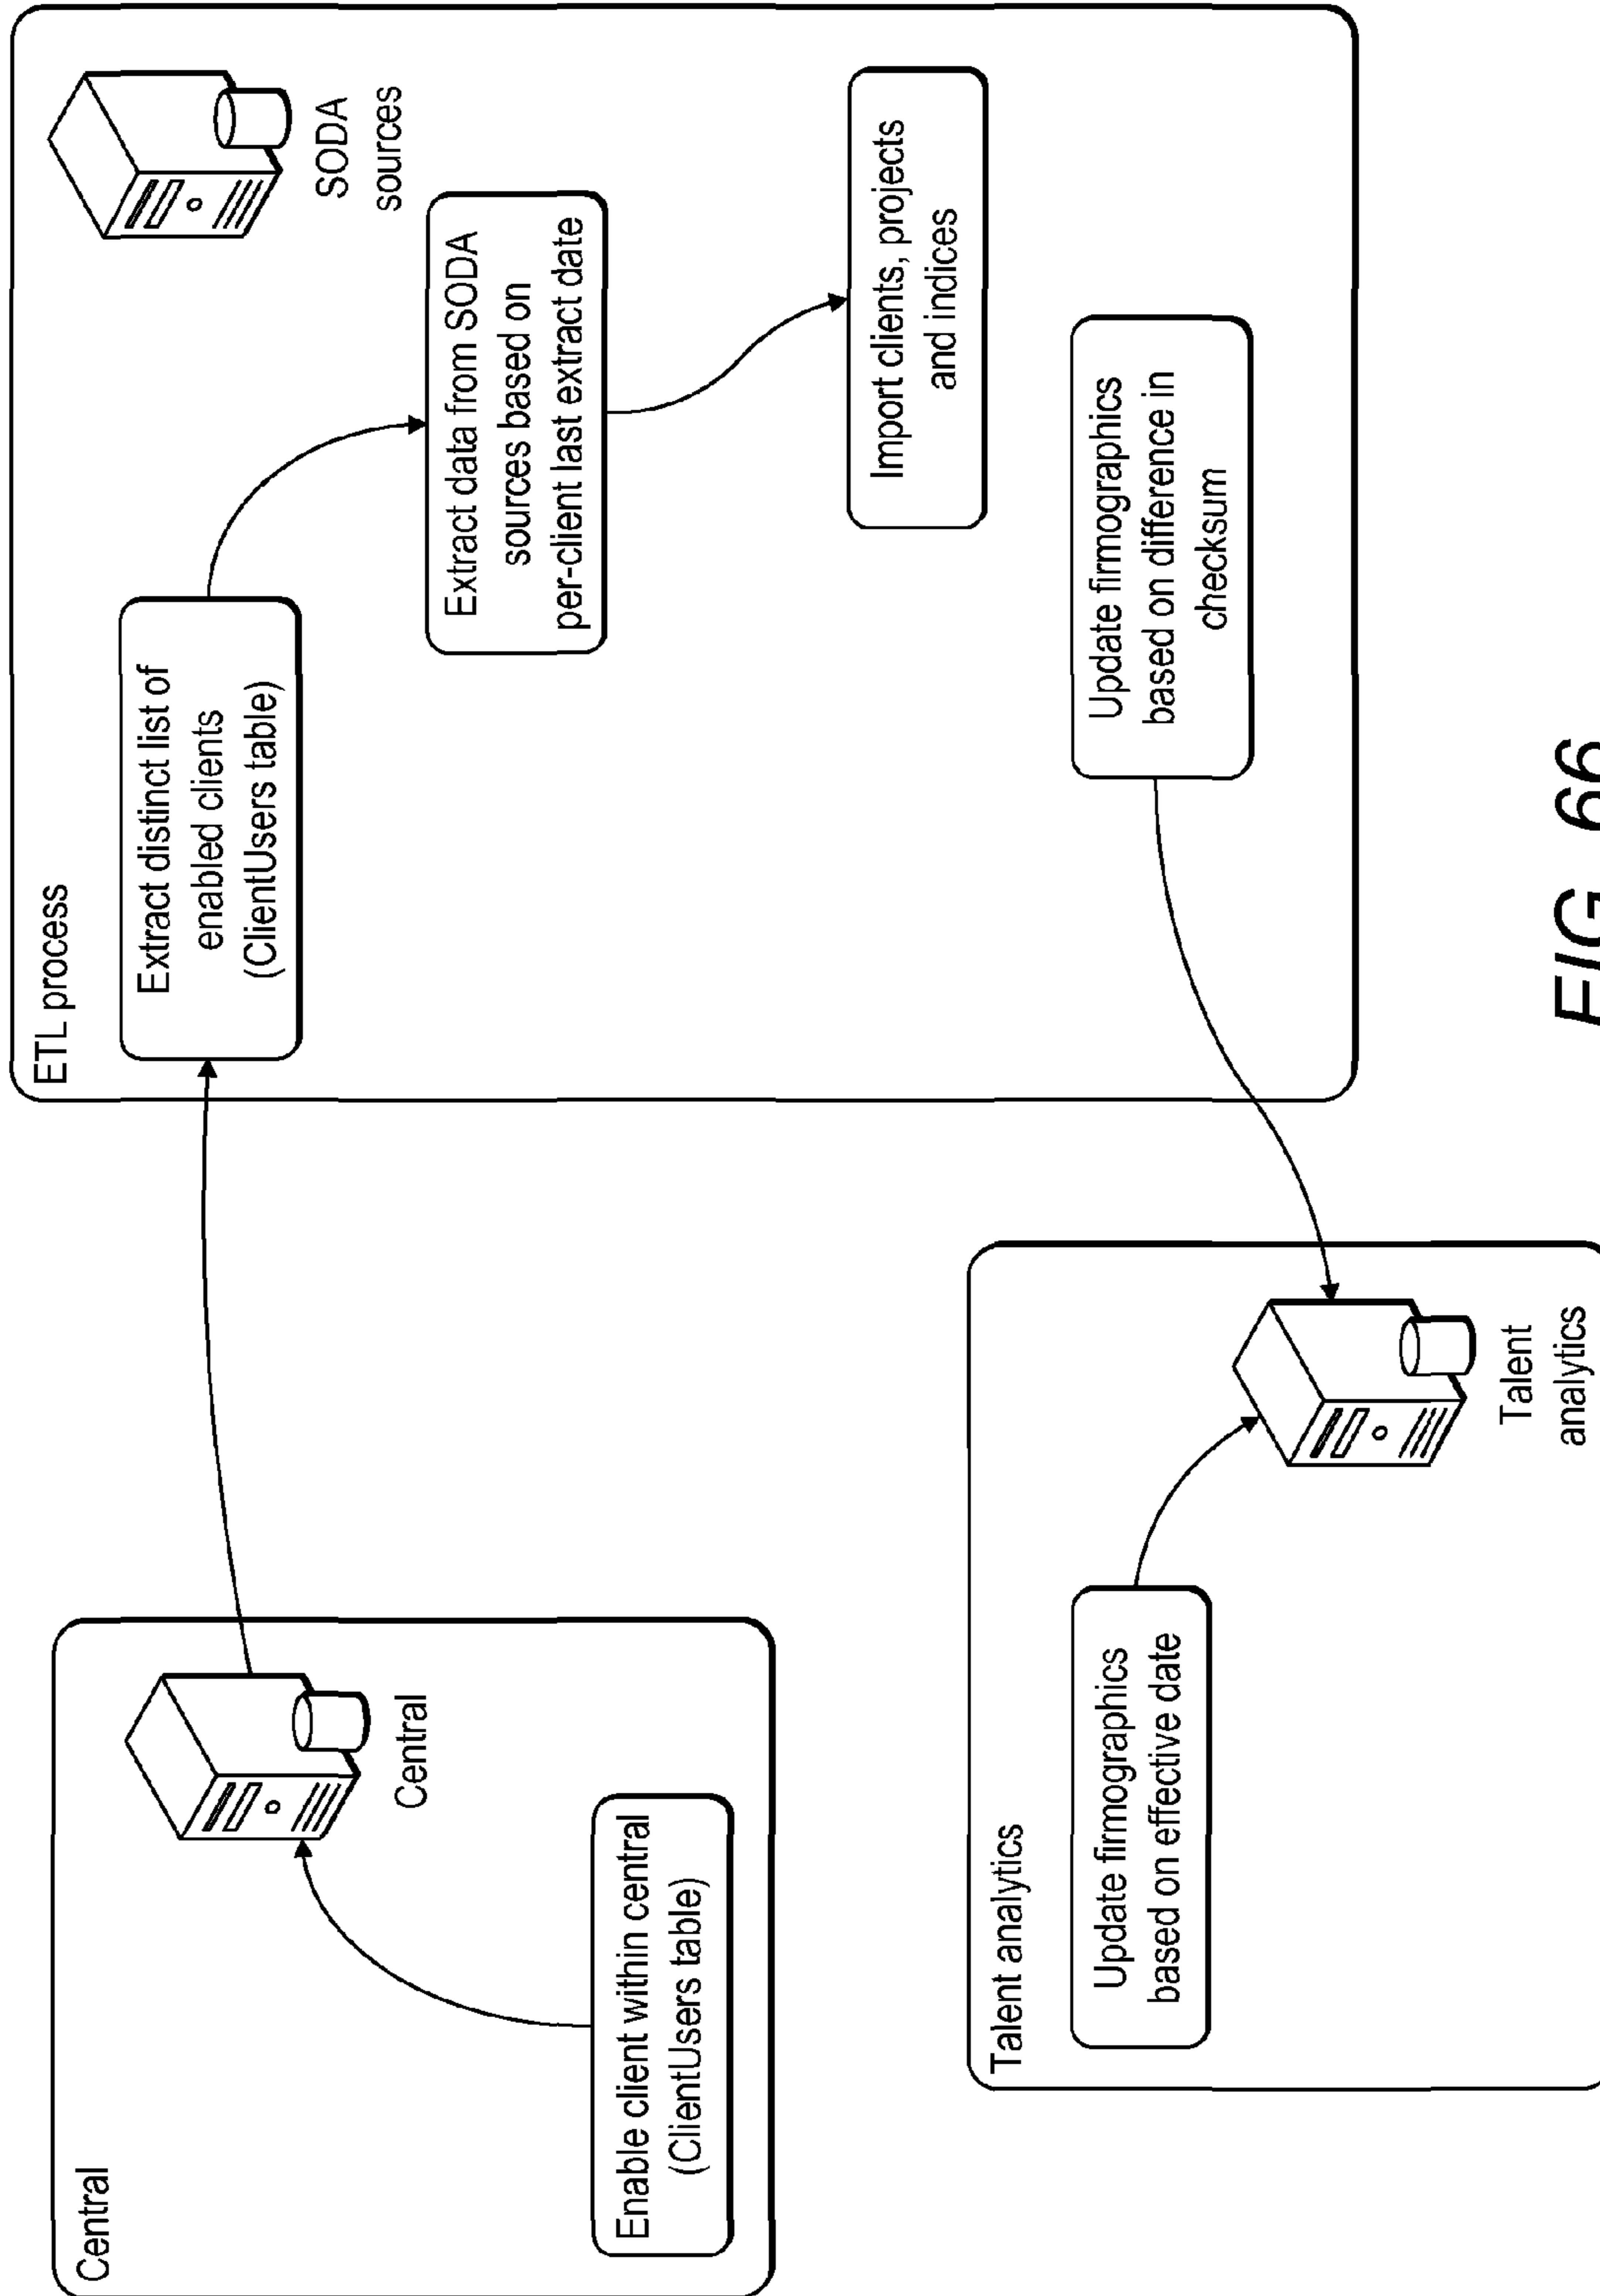 Central
Central
Enable client within central
(ClientUsers table)
ETL process
Extract distinct list of
enabled clients
(ClientUsers table)
SODA
sources
Extract data from SODA
sources based on
per-client last extract date
Import clients, projects
and indices
Update firmographics
based on difference in
checksum
Talent analytics
Update firmographics
based on effective date
Talent
analytics
FIG. 66